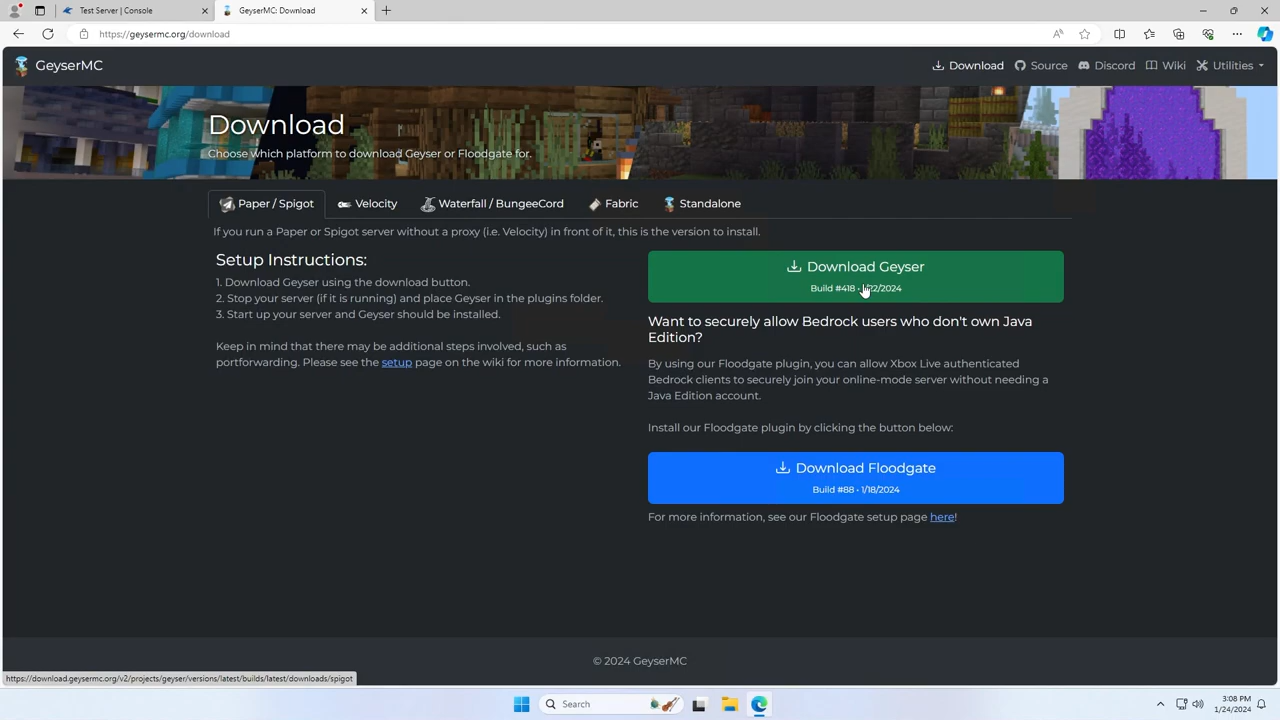 Test Server | Console
GeyserMC: Download
https://geysermc.org/download
GeyserMC
Download
Source
Discord
Wiki
Utilities
Download
Choose which platform to download Geyser or Floodgate for.
Paper / Spigot
Velocity
Waterfall / BungeeCord
Fabric
Standalone
If you run a Paper or Spigot server without a proxy (i.e. Velocity) in front of it, this is the version to install.
Setup Instructions:
1. Download Geyser using the download button.
2. Stop your server (if it is running) and place Geyser in the plugins folder.
3. Start up your server and Geyser should be installed.
Keep in mind that there may be additional steps involved, such as
portforwarding. Please see the setup page on the wiki for more information.
Download Geyser
Build #418 - /22/2024
Want to securely allow Bedrock users who don't own Java
Edition?
By using our Floodgate plugin, you can allow Xbox Live authenticated
Bedrock clients to securely join your online-mode server without needing a
Java Edition account.
Install our Floodgate plugin by clicking the button below:
Download Floodgate
Build #88 - 1/18/2024
For more information, see our Floodgate setup page here!
© 2024 GeyserMC
https://download.geysermc.org/v2/projects/geyser/versions/latest/builds/latest/downloads/spigot
Search
3:08 PM
1/24/2024